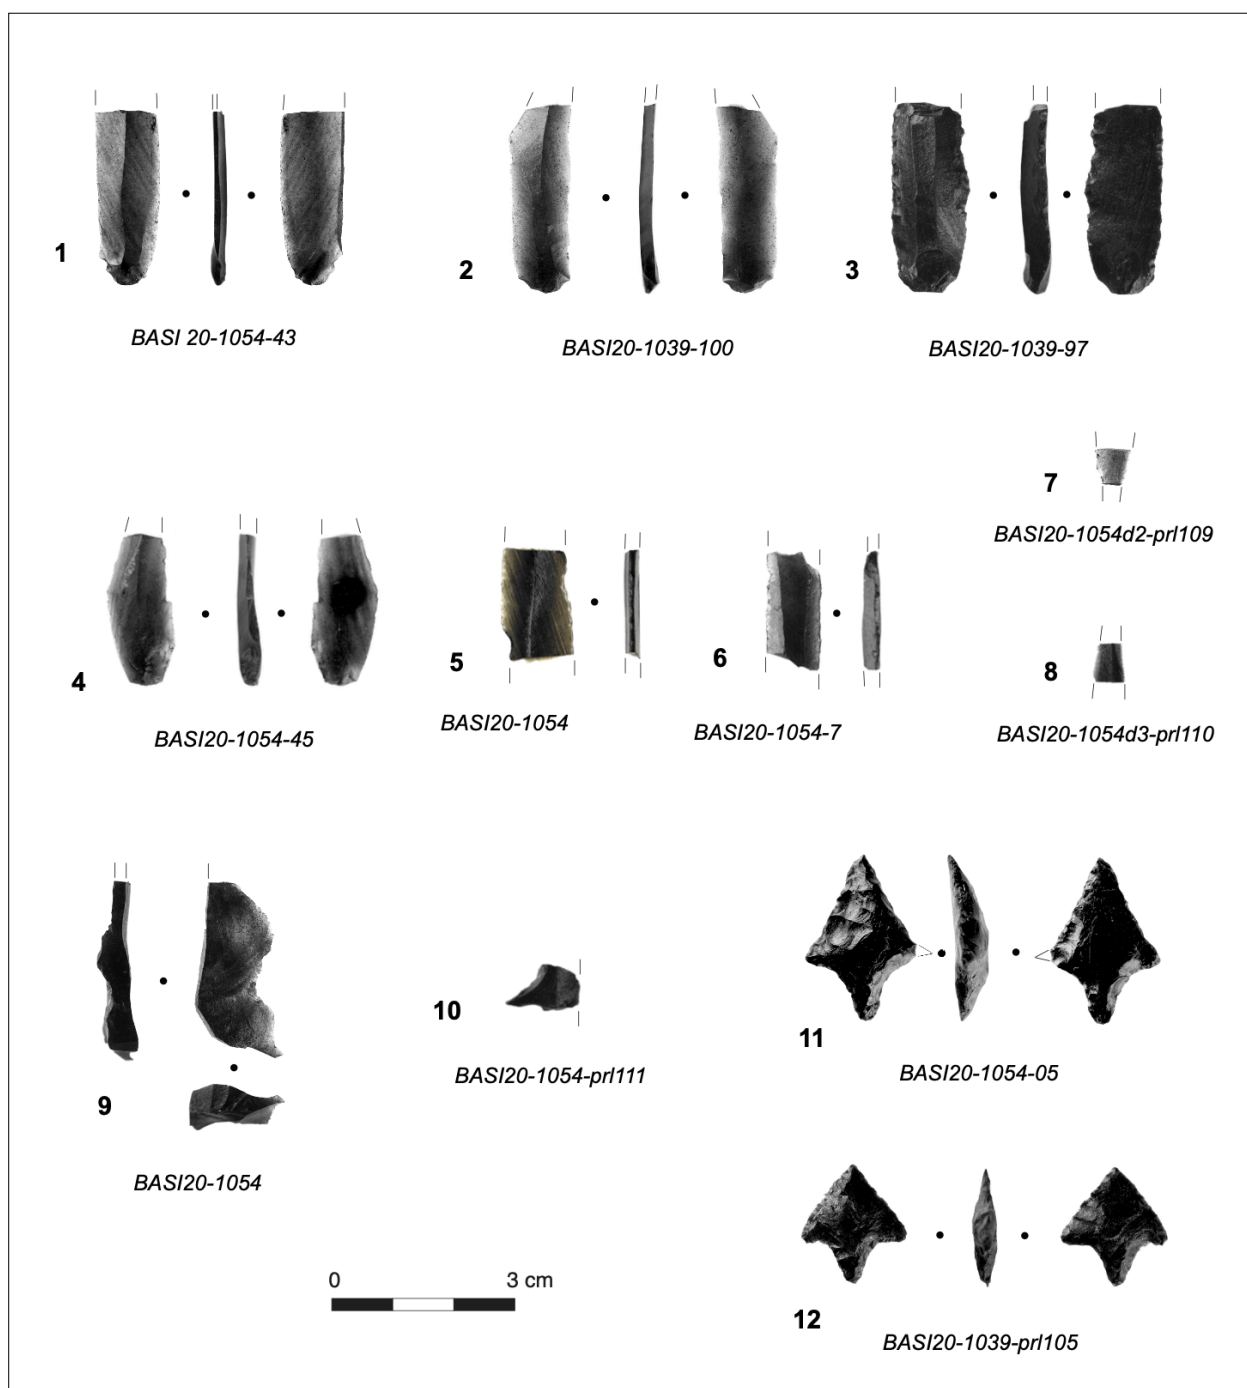 1
BASI 20-1054-43
2
BASI20-1039-100
3
BASI20-1039-97
4
BASI20-1054-45
5
BASI20-1054
6
BASI20-1054-7
7
BASI20-1054d2-prl109
8
BASI20-1054d3-prl110
9
BASI20-1054
10
BASI20-1054-prl111
11
BASI20-1054-05
12
BASI20-1039-prl105
0 3 cm